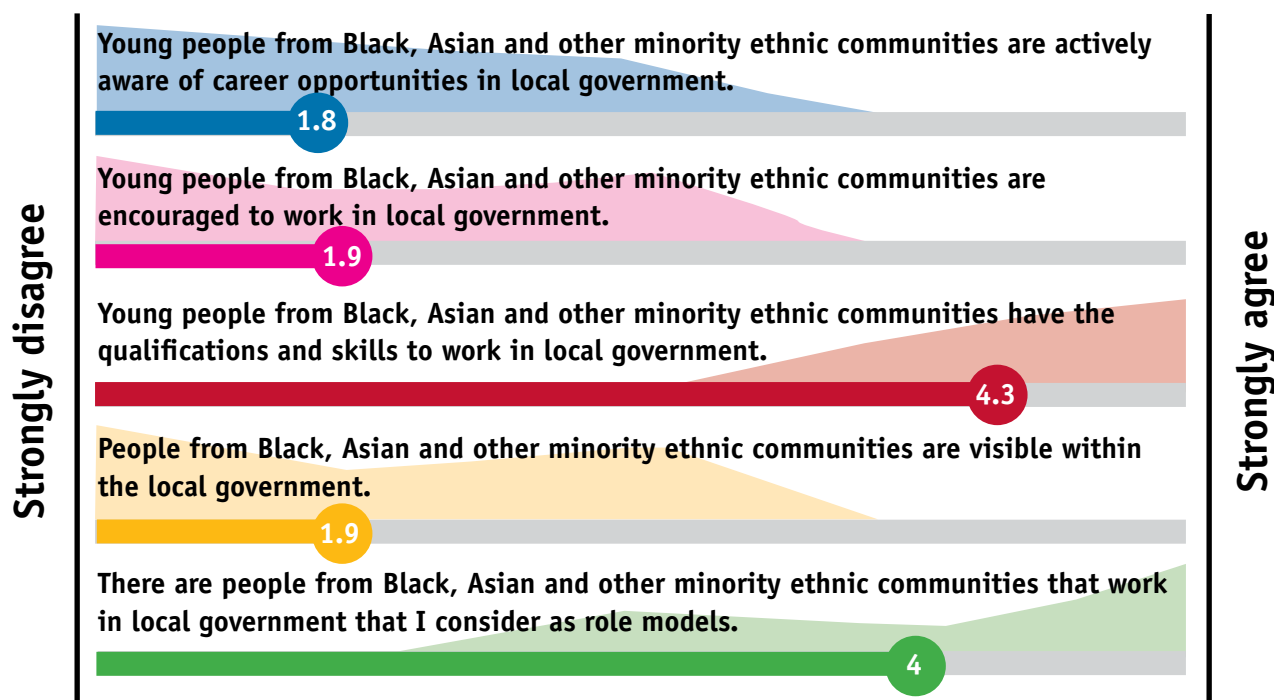 Strongly disagree
Young people from Black, Asian and other minority ethnic communities are actively
aware of career opportunities in local government.
1.8
Young people from Black, Asian and other minority ethnic communities are
encouraged to work in local government.
1.9
Young people from Black, Asian and other minority ethnic communities have the
qualifications and skills to work in local government.
4.3
People from Black, Asian and other minority ethnic communities are visible within
the local government.
1.9
There are people from Black, Asian and other minority ethnic communities that work
in local government that I consider as role models.
4
Strongly agree